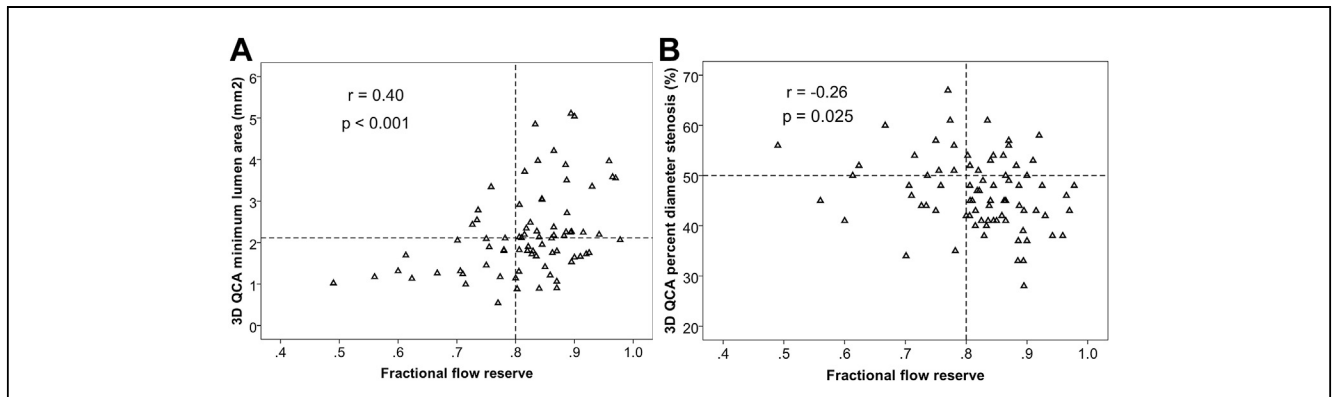 A
3D QCA minimum lumen area (mm2)
6
5
4
3
2
1
0
r = 0.40
p < 0.001
.4 .5 .6 .7 .8 .9 1.0
Fractional flow reserve
B
3D QCA percent diameter stenosis (%)
70
60
50
40
30
20
r = -0.26
p = 0.025
.4 .5 .6 .7 .8 .9 1.0
Fractional flow reserve